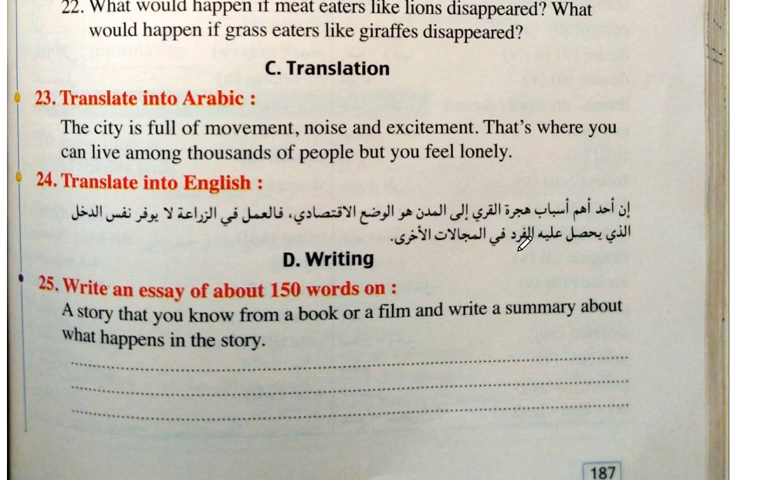 22. What would happen if meat eaters like lions disappeared? What
would happen if grass eaters like giraffes disappeared?
C. Translation
23. Translate into Arabic :
The city is full of movement, noise and excitement. That's where you
can live among thousands of people but you feel lonely.
24. Translate into English :
إن أحد أهم أسباب هجرة القري إلى المدن هو الوضع الاقتصادي، فالعمل في الزراعة لا يوفر نفس الدخل
الذي يحصل عليه الفرد في المجالات الأخرى.
D. Writing
25. Write an essay of about 150 words on :
A story that you know from a book or a film and write a summary about
what happens in the story.
187